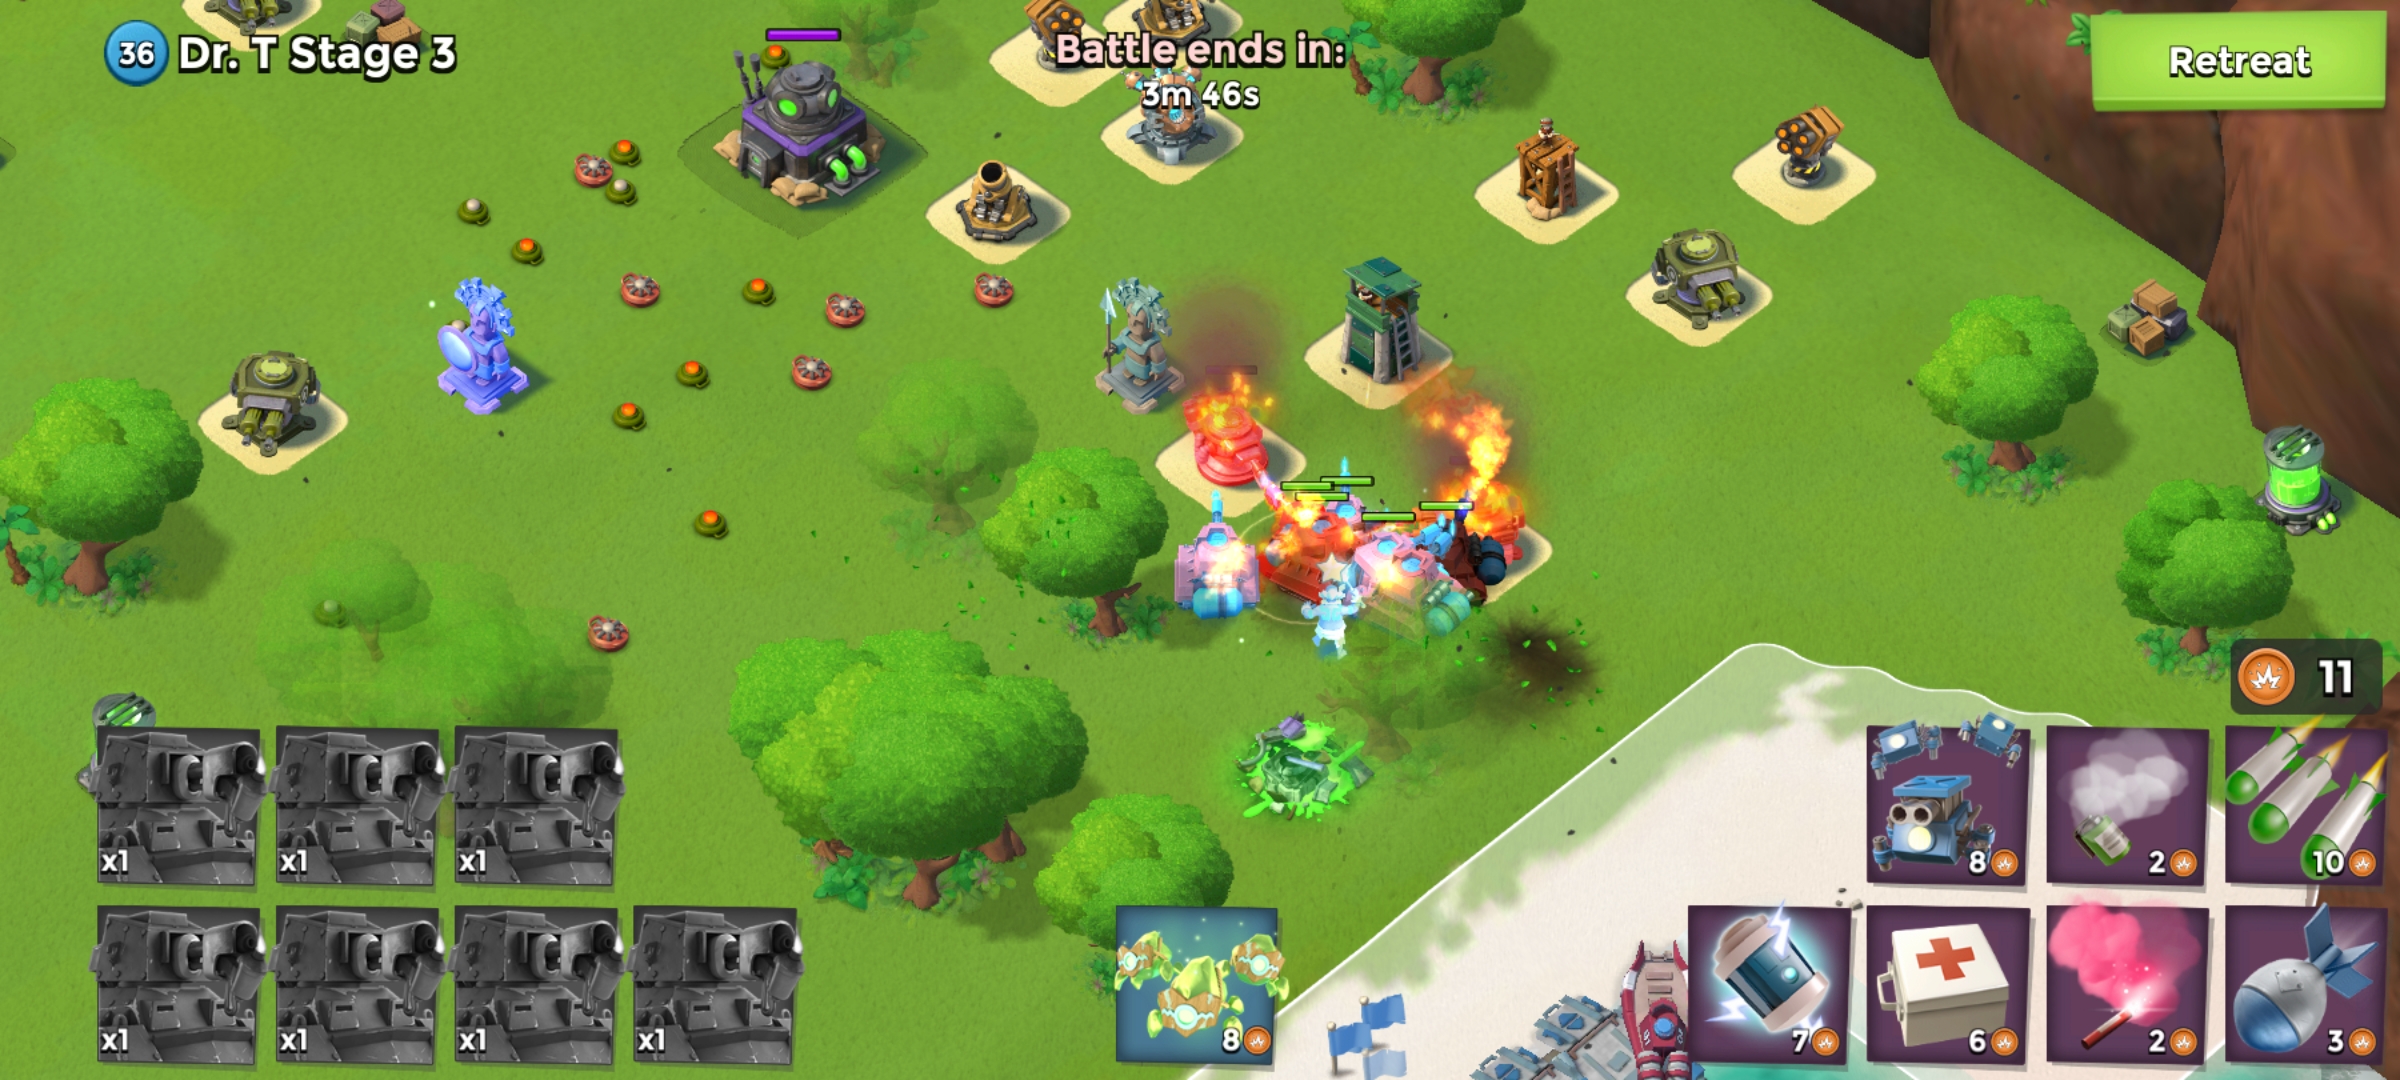 36 Dr. T Stage 3
Battle ends in:
3m 46s
Retreat
11
x1 x1 x1
8 2 10
x1 x1 x1 x1
8 7 6 2 3